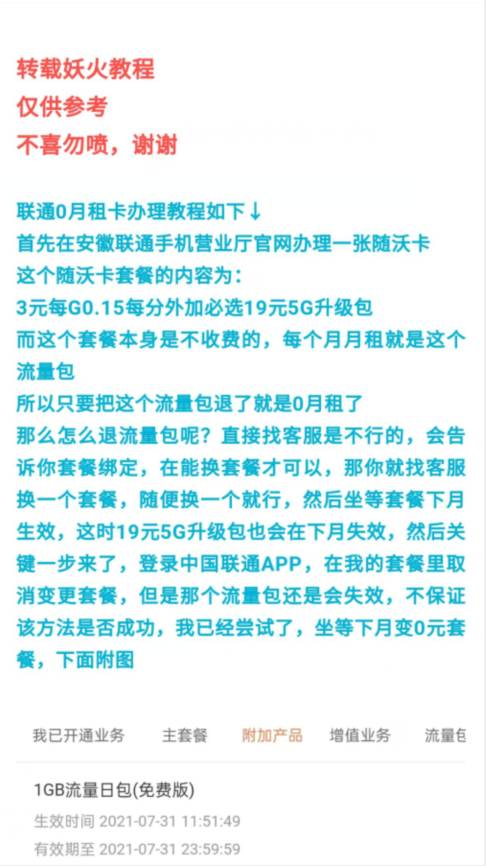 转载妖火教程
仅供参考
不喜勿喷，谢谢
联通0月租卡办理教程如下↓
首先在安徽联通手机营业厅官网办理一张随沃卡
这个随沃卡套餐的内容为：
3元每G0.15每分外加必选19元5G升级包
而这个套餐本身是不收费的，每个月月租就是这个
流量包
所以只要把这个流量包退了就是0月租了
那么怎么退流量包呢？直接找客服是不行的，会告
诉你套餐绑定，在能换套餐才可以，那你就找客服
换一个套餐，随便换一个就行，然后坐等套餐下月
生效，这时19元5G升级包也会在下月失效，然后关
键一步来了，登录中国联通APP，在我的套餐里取
消变更套餐，但是那个流量包还是会失效，不保证
该方法是否成功，我已经尝试了，坐等下月变0元套
餐，下面附图
我已开通业务 主套餐 附加产品 增值业务 流量包
1GB流量日包(免费版)
生效时间 2021-07-31 11:51:49
有效期至 2021-07-31 23:59:59